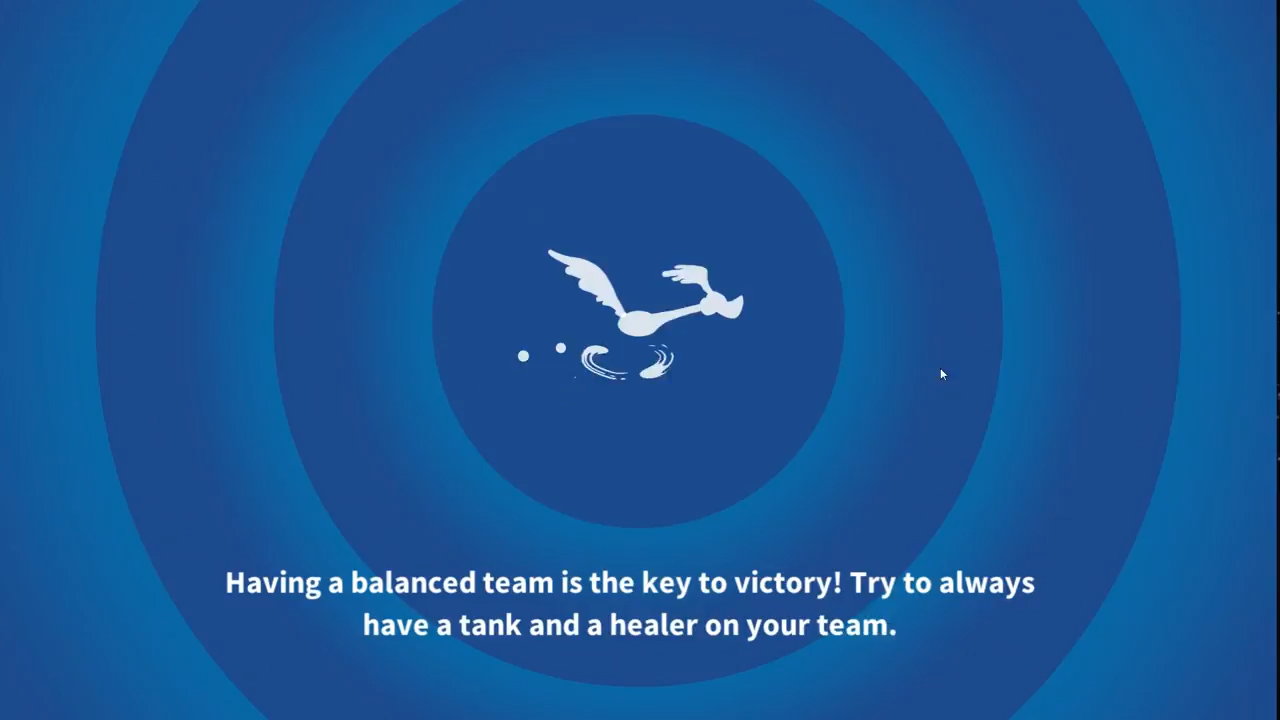 Having a balanced team is the key to victory! Try to always
have a tank and a healer on your team.